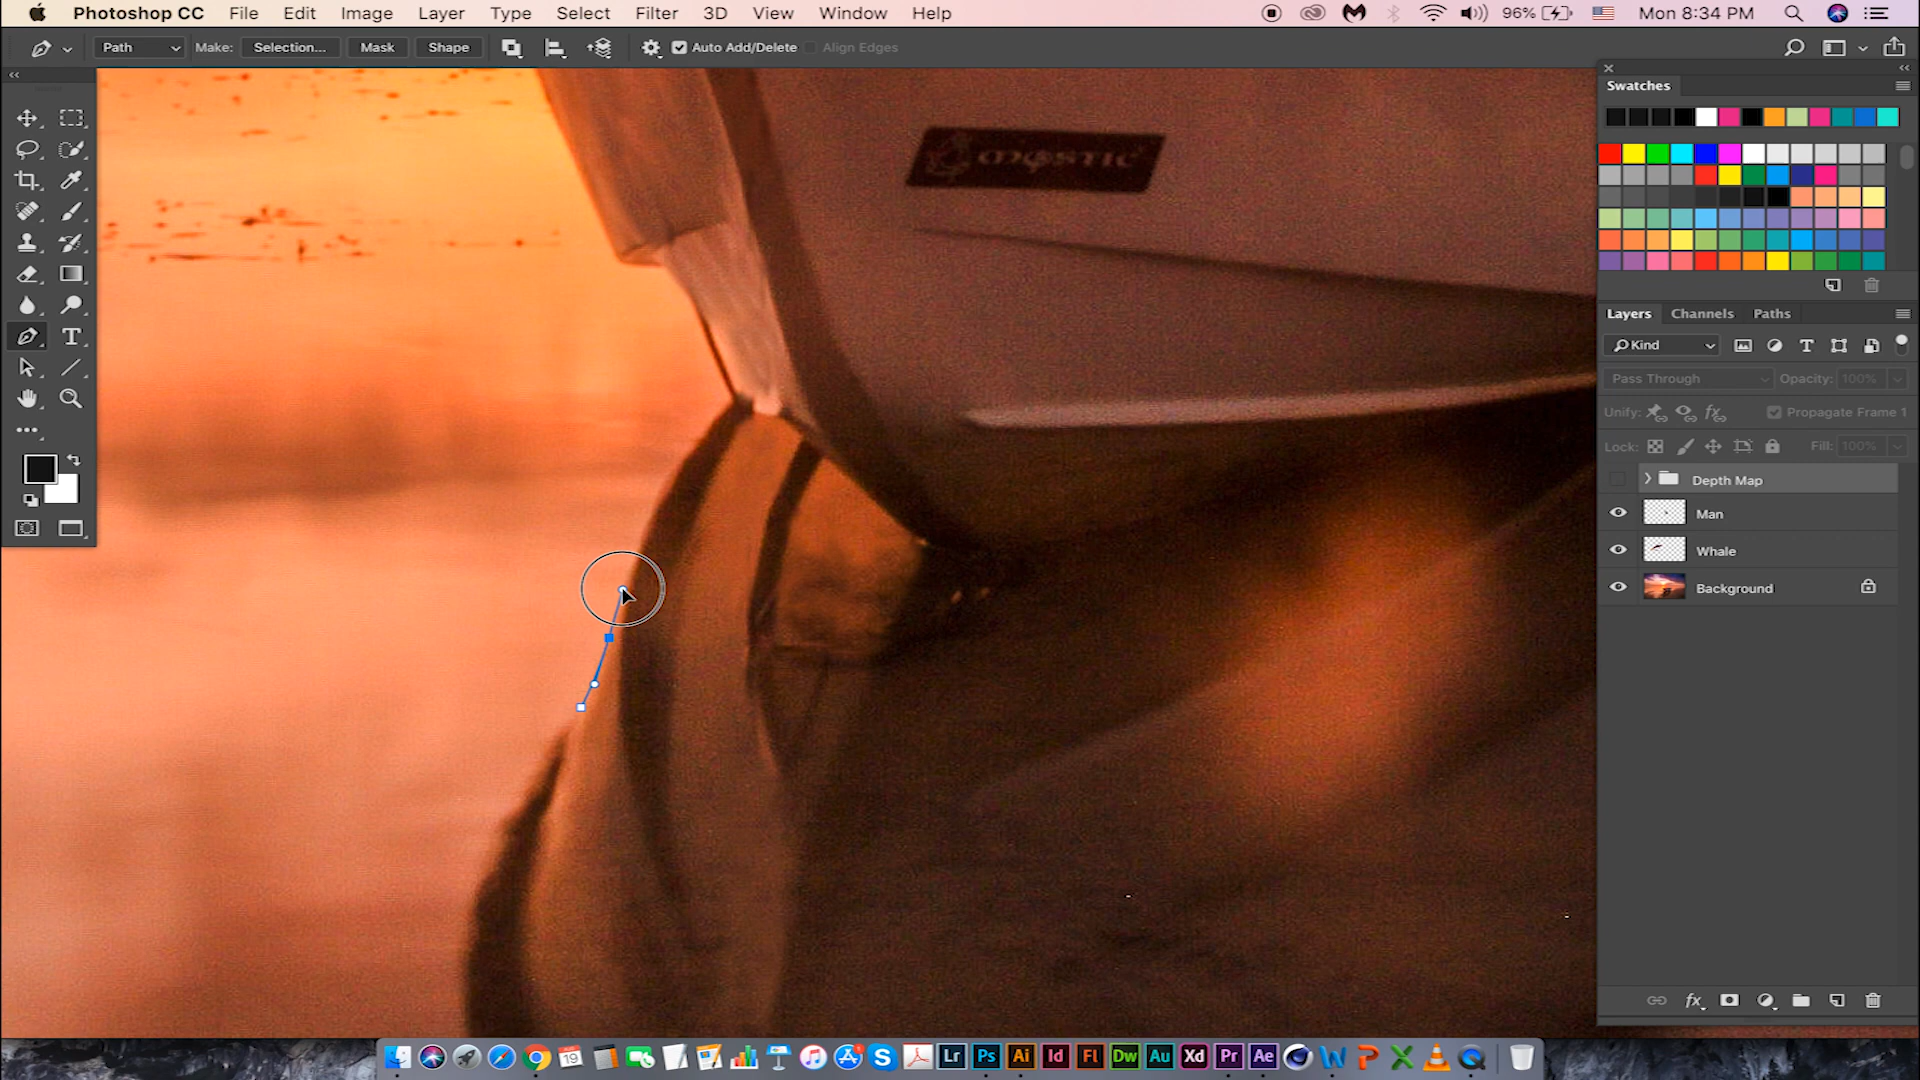 Photoshop CC File Edit Image Layer Type Select Filter 3D View Window Help 96% Mon 8:34 PM
Path Make: Selection... Mask Shape Auto Add/Delete Align Edges
Swatches
MYSTIC
Layers Channels Paths
Kind
Pass Through Opacity: 100%
Unify: Propagate Frame 1
Lock: Fill: 100%
Depth Map
Man
Whale
Background
fx
19 Lr Ps Ai Id Fl Dw Au Xd Pr Ae